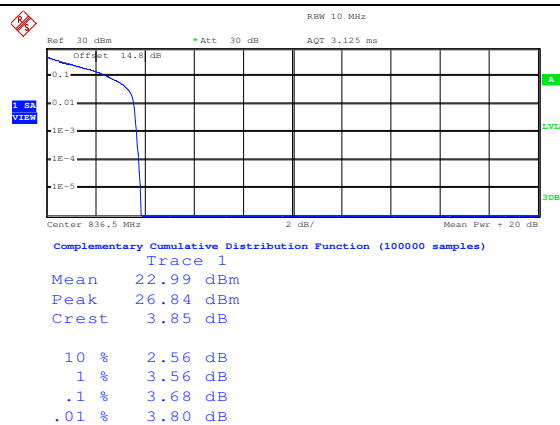 RBW 10 MHz
Ref 30 dBm * Att 30 dB AQT 3.125 ms
Offset 14.8 dB
0.1
A
0.01
1 SA
VIEW
LVL
1E-3
1E-4
1E-5
3DB
Center 836.5 MHz 2 dB/ Mean Pwr + 20 dB
Complementary Cumulative Distribution Function (100000 samples)
Trace 1
Mean 22.99 dBm
Peak 26.84 dBm
Crest 3.85 dB
10 % 2.56 dB
1 % 3.56 dB
.1 % 3.68 dB
.01 % 3.80 dB